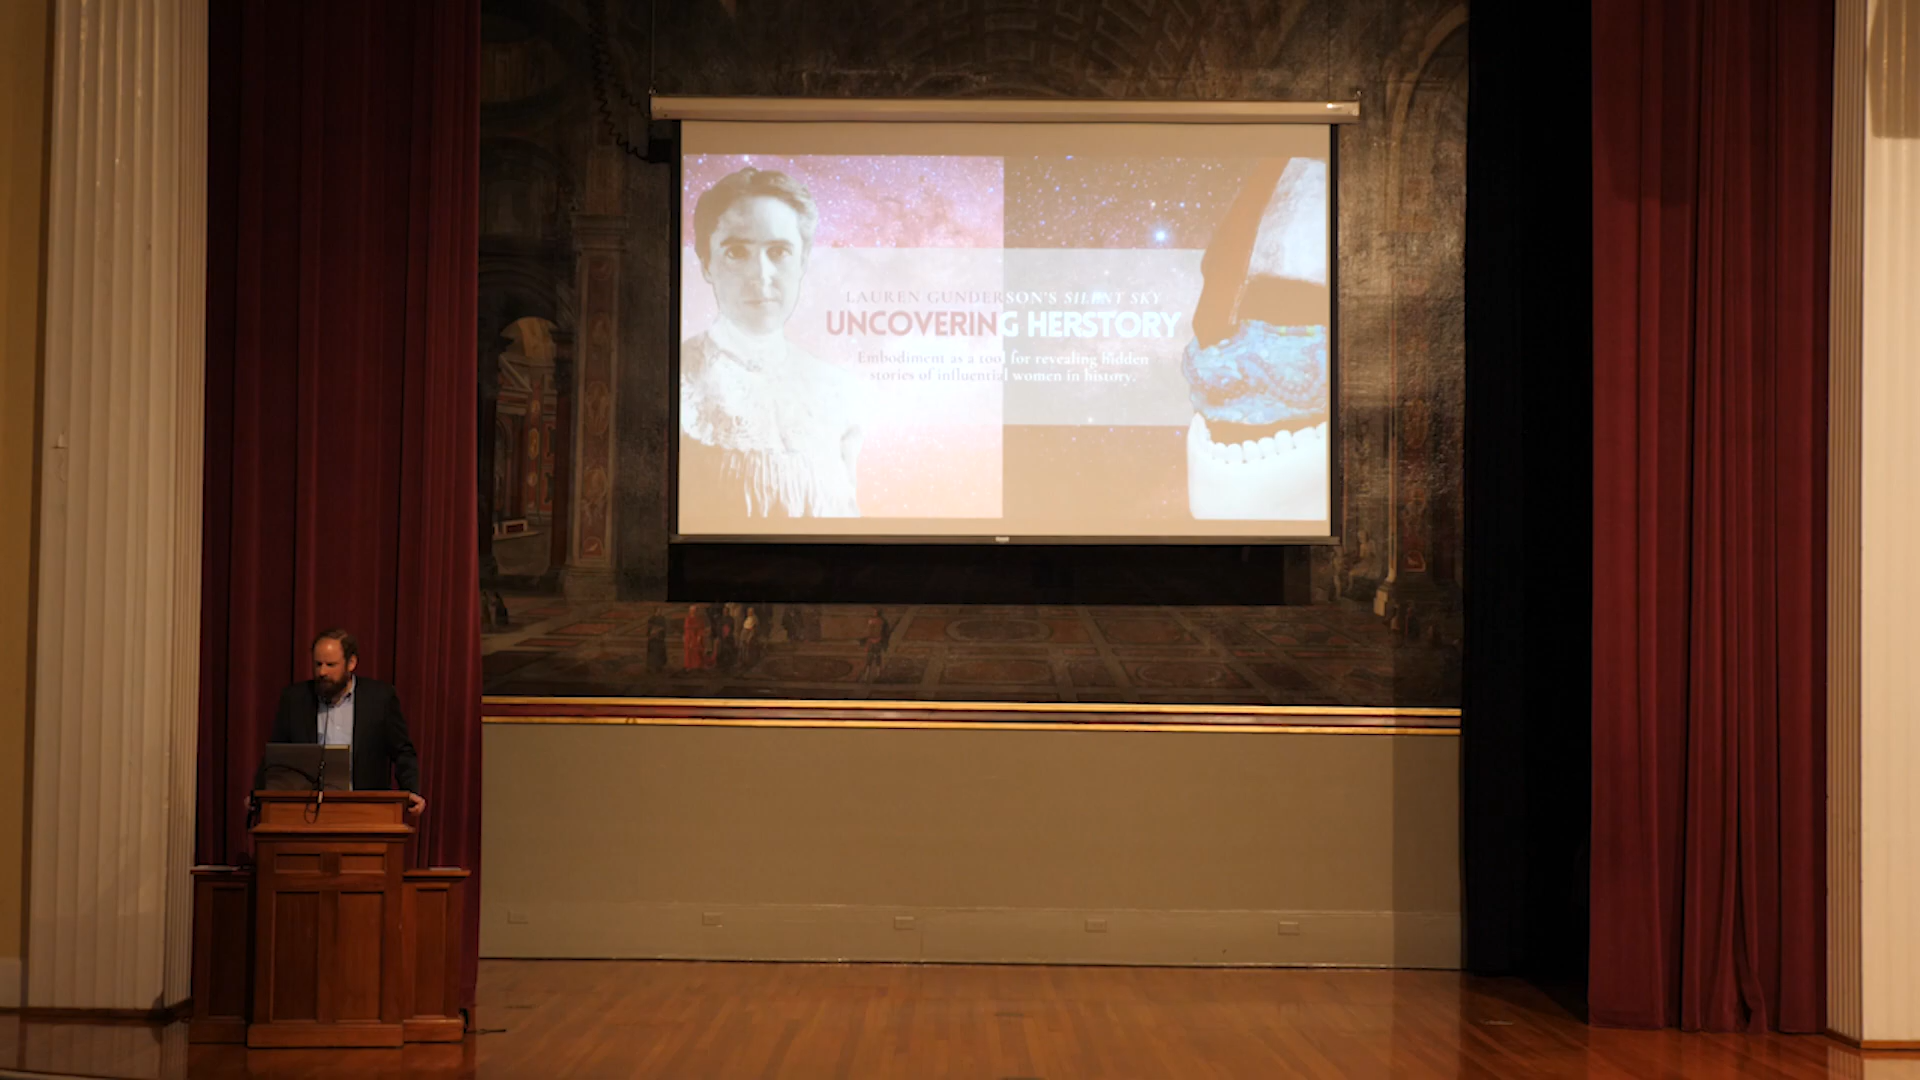 LAUREN GUNDERSON'S SILENT SKY
UNCOVERING HERSTORY
Embodiment as a tool for revealing hidden
stories of influential women in history.